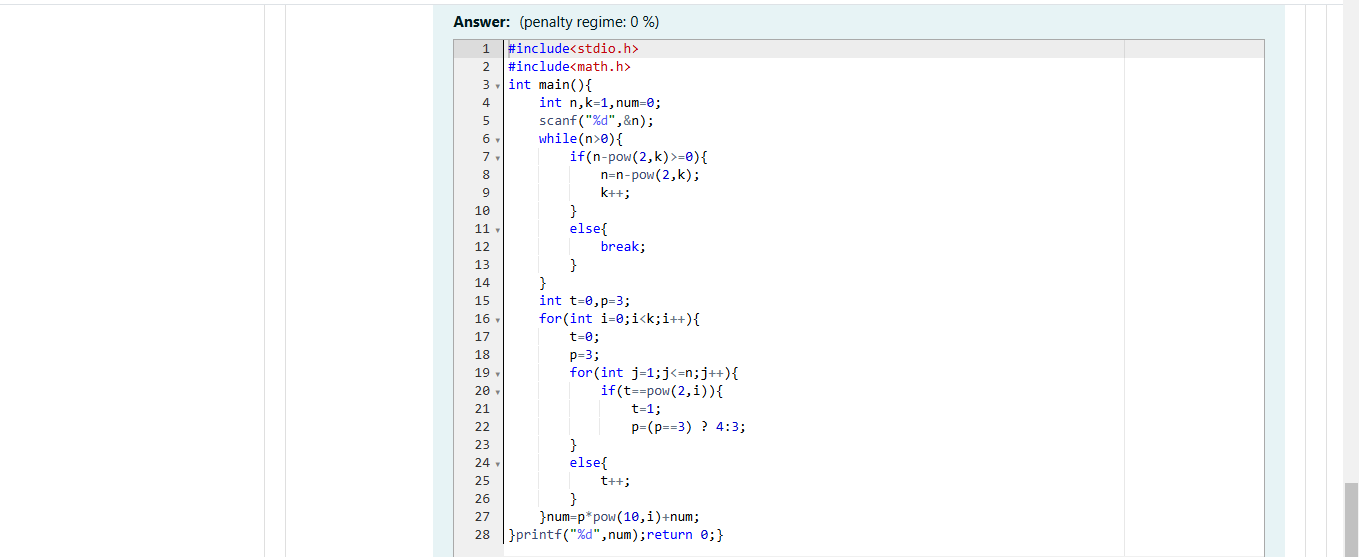 Answer: (penalty regime: 0 %)
1 #include<stdio.h>
2 #include<math.h>
3 int main(){
4     int n,k=1,num=0;
5     scanf("%d",&n);
6     while(n>0){
7         if(n-pow(2,k)>=0){
8             n=n-pow(2,k);
9             k++;
10         }
11         else{
12             break;
13         }
14     }
15     int t=0,p=3;
16     for(int i=0;i<k;i++){
17         t=0;
18         p=3;
19         for(int j=1;j<=n;j++){
20             if(t==pow(2,i)){
21                 t=1;
22                 p=(p==3) ? 4:3;
23         }
24         else{
25             t++;
26         }
27     }num=p*pow(10,i)+num;
28 }printf("%d",num);return 0;}